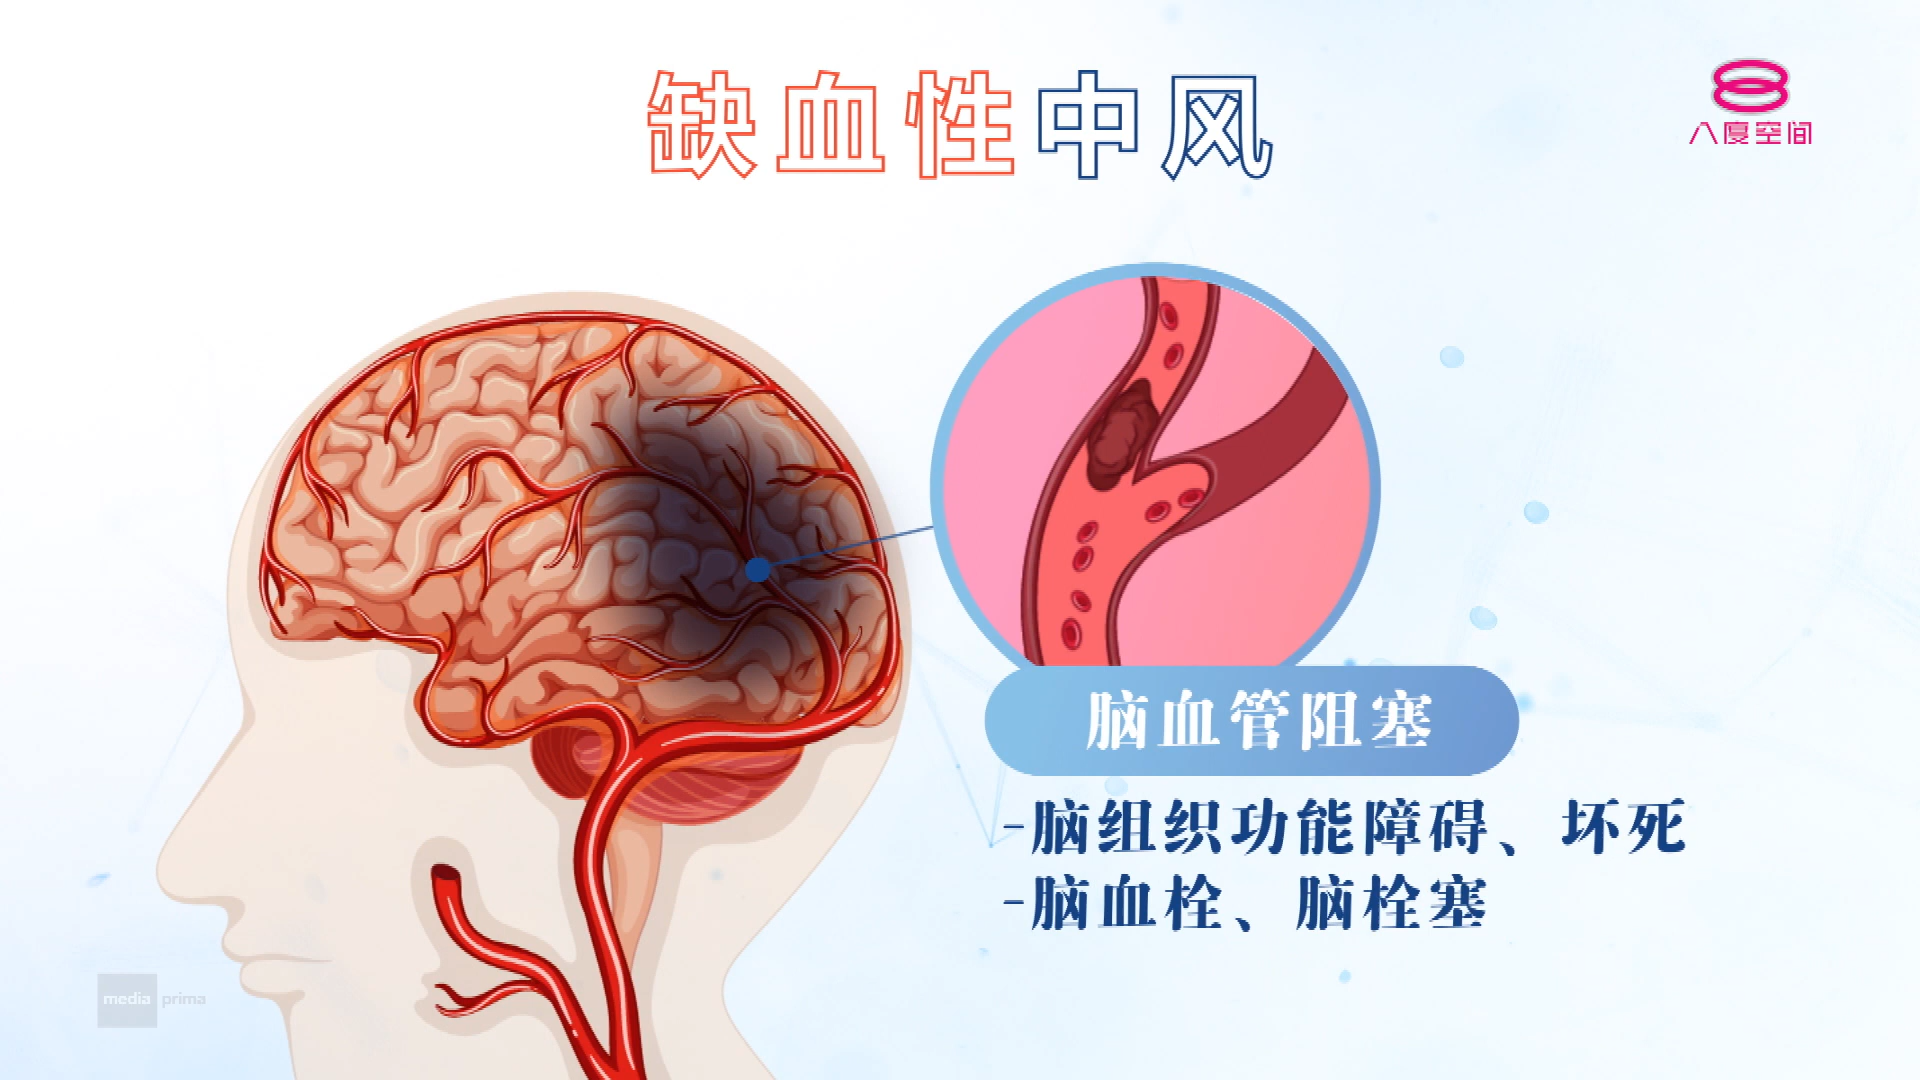 缺血性中风
八度空间
脑血管阻塞
-脑组织功能障碍、坏死
-脑血栓、脑栓塞
media prima